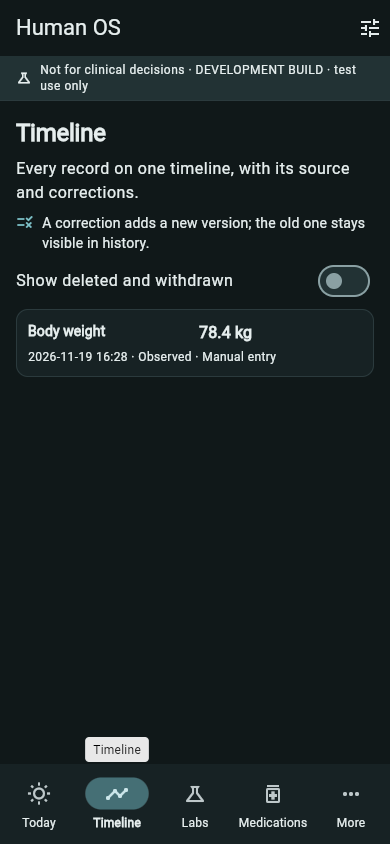 Human OS
Not for clinical decisions · DEVELOPMENT BUILD · test
use only
Timeline
Every record on one timeline, with its source
and corrections.
A correction adds a new version; the old one stays
visible in history.
Show deleted and withdrawn
Body weight 78.4 kg
2026-11-19 16:28 · Observed · Manual entry
Timeline
Today Timeline Labs Medications More